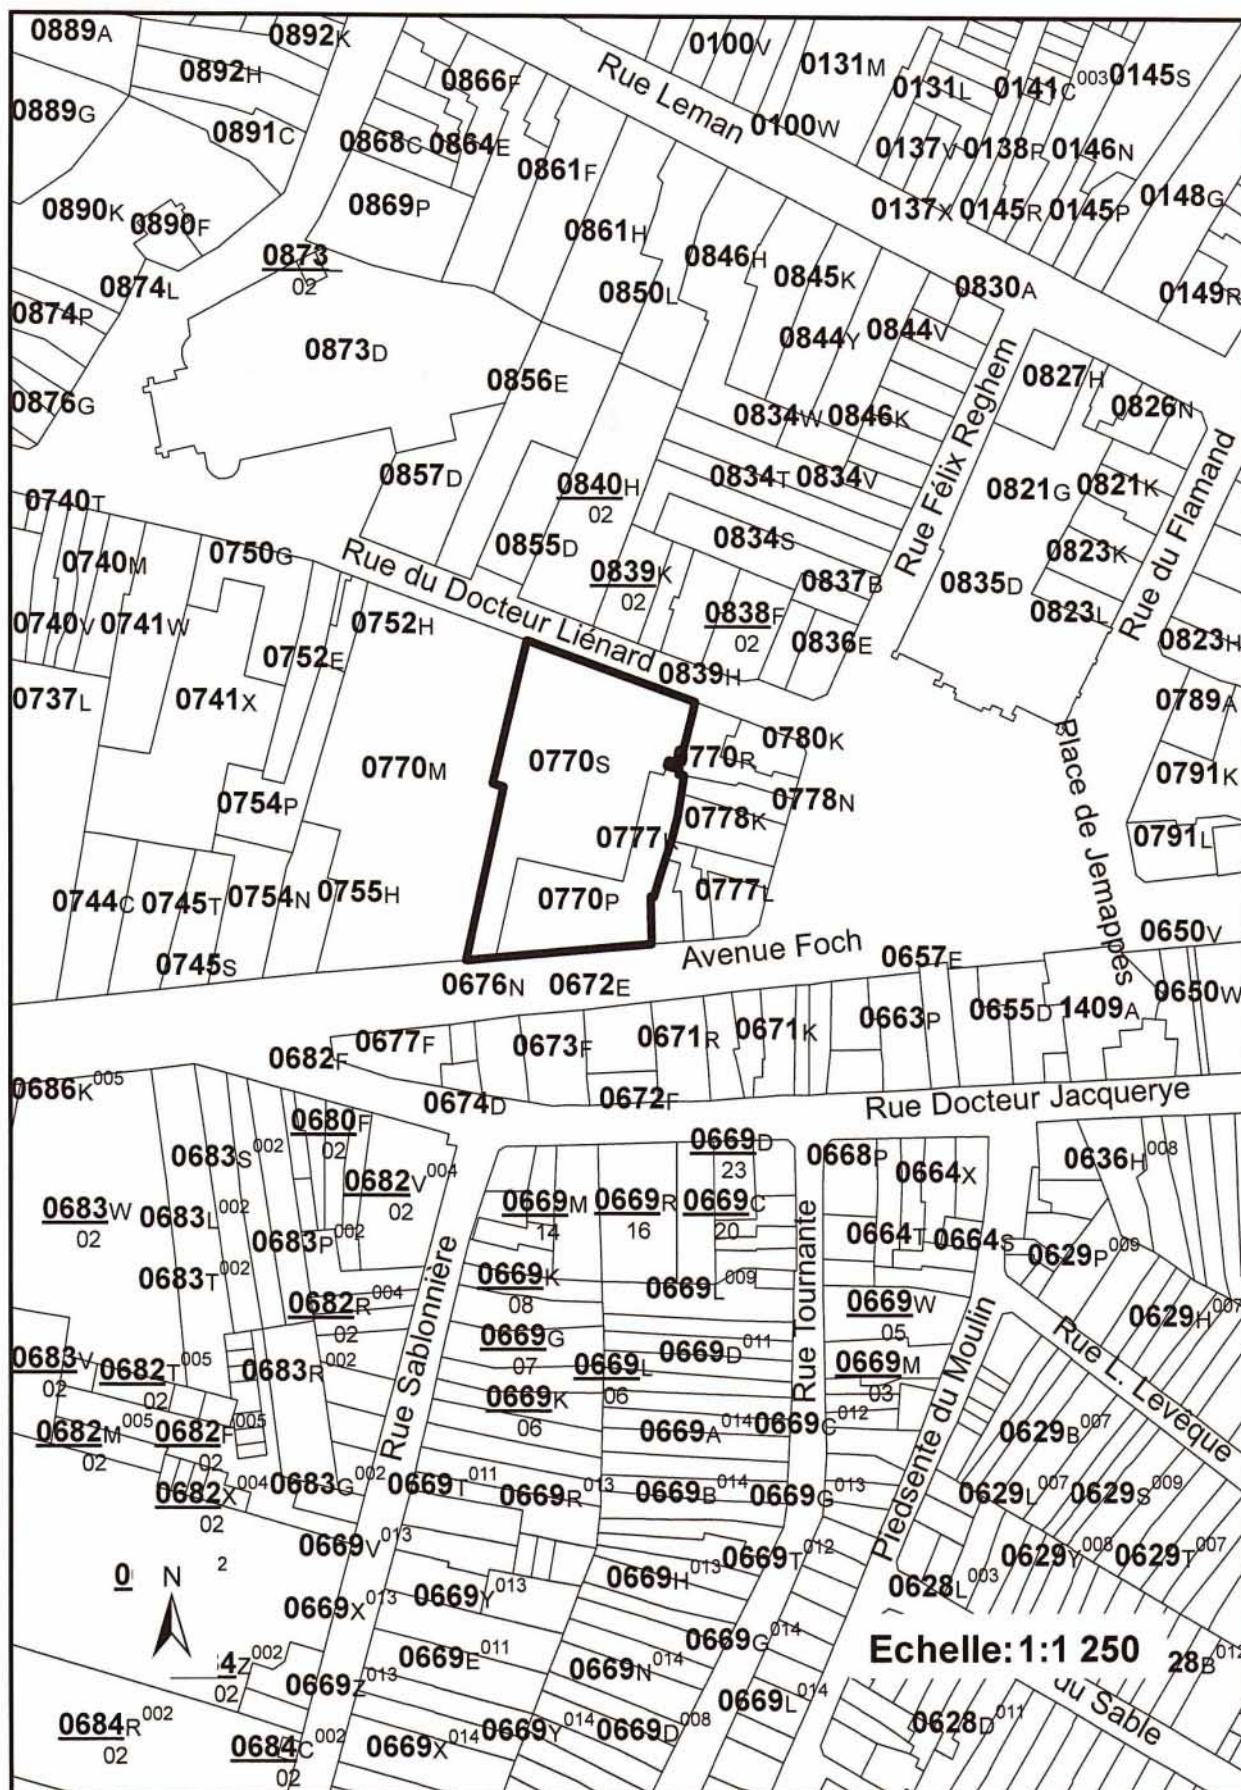 0889A 0892K 0100V 0131M 0131L 0141C 003 0145S
0892H 0866F Rue Leman
0889G 0891C 0868C 0864E 0100W 0137V 0138P 0146N
0861F
0890K 0890F 0869P 0861H 0137X 0145R 0145P 0148G
0873
02
0846H 0845K
0874L 0850L 0830A 0149R
0874P
0873D 0844Y 0844V
0876G 0856E 0827H 0826N
0834W 0846K
Rue Félix Reghem
0857D 0840H
02
0834T 0834V 0821G 0821K
Rue du Flamand
0740T
0740M 0750G Rue du Docteur Liénard
0855D 0834S 0823K
0839K
02
0837B 0835D
0740V 0741W 0752H 0838F
02
0836E 0823L 0823H
0752E 0839H
0737L 0741X 0789A
0770M 0770S 0770R 0780K Place de Jemappes 0791K
0754P 0778N
0778K
0777K 0791L
0744C 0745T 0754N 0755H 0770P 0777L
0745S Avenue Foch 0650V
0676N 0672E 0657E 0650W
0677F 0673F 0671R 0671K 0663P 0655D 1409A
0682F
0686K 005 0674D 0672F Rue Docteur Jacquerye
0680F
02
0683S 002 0669D
23
0668P 0664X 0636H 008
0682V 004
02
0683W
02
0683L 002 0669M
14
0669R
16
0669C
20
Rue Tournante
0683P 002 0664T 0664S 0629P 009
0683T 002 Rue Sablonnière 0669K
08
0669L 009
0682R 004
02
0669W
05
0629H 007
0669G
07
0669D 011 Piedsente du Moulin Rue L. Levêque
0683V
02
0682T 005
02
0683R 002 0669L
06
0669M
03
0669K
06
0682M 005
02
0682F 005
02
0669A 014 0669C 012 0629B 007
0682X 004
02
0683G 002 0669T 011 0669R 013 0669B 014 0669G 013 0629L 007 0629S 009
0669V 013 0669T 012 0629Y 008 0629T 007
0 2
N
0669X 013 0669Y 013 0669H 013 0628L 003
4Z 002
02
0669E 011 0669N 014 0669G 014 Echelle: 1:1 250 28B 012
0669Z 013 0669L 014
0684R 002
02
0684C 002
02
0669X 014 0669Y 014 0669D 008 0628D 011 du Sable